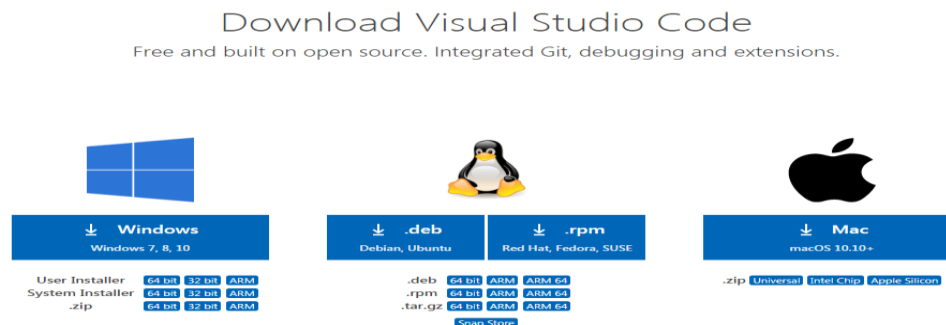 Download Visual Studio Code
Free and built on open source. Integrated Git, debugging and extensions.
Windows
Windows 7, 8, 10
User Installer 64 bit 32 bit ARM
System Installer 64 bit 32 bit ARM
.zip 64 bit 32 bit ARM
.deb
Debian, Ubuntu
.rpm
Red Hat, Fedora, SUSE
.deb 64 bit ARM ARM 64
.rpm 64 bit ARM ARM 64
.tar.gz 64 bit ARM ARM 64
Snap Store
Mac
macOS 10.10+
.zip Universal Intel Chip Apple Silicon